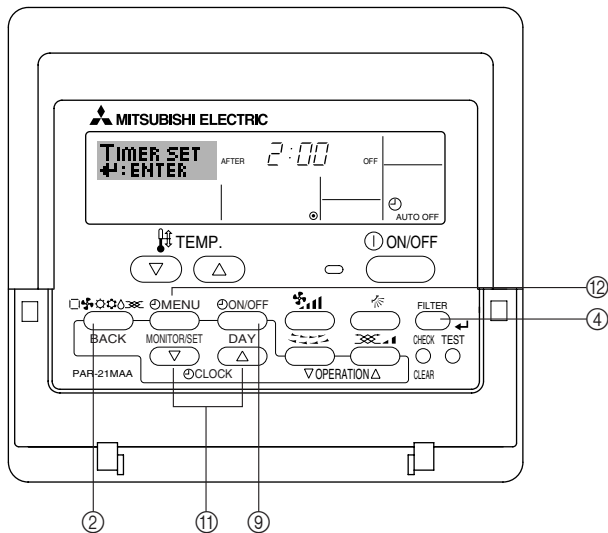 MITSUBISHI ELECTRIC
TIMER SET AFTER 2:00 OFF
↵:ENTER
AUTO OFF
TEMP. ON/OFF
▽ △
MENU ON/OFF FILTER
BACK MONITOR/SET DAY CHECK TEST
▽ △
PAR-21MAA CLOCK ▽OPERATION△ CLEAR
⑫
④
② ⑪ ⑨